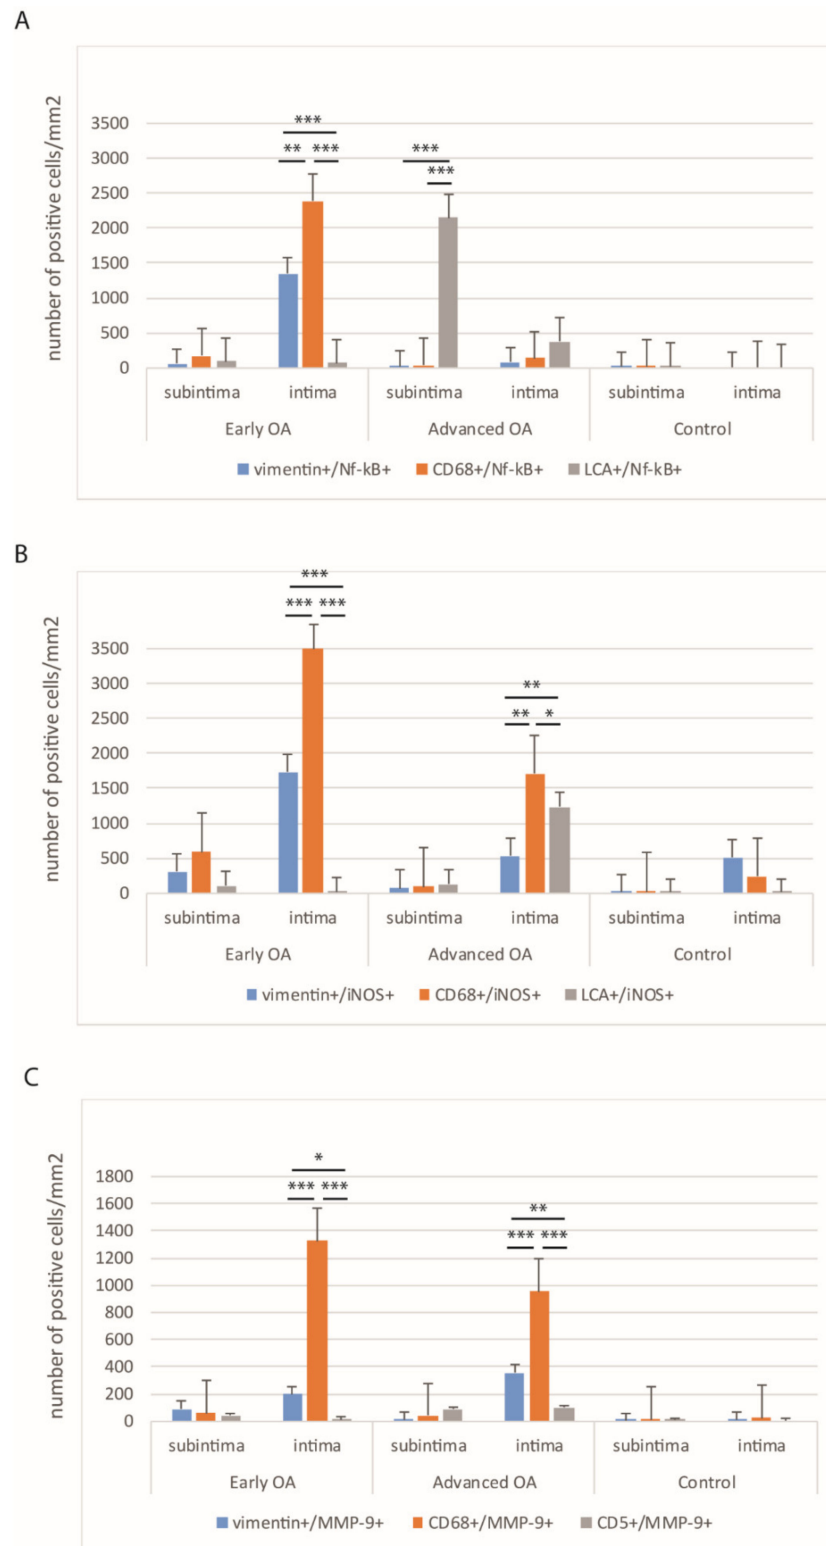 A
number of positive cells/mm2
3500
3000
2500
2000
1500
1000
500
0
***
** ***
***
***
subintima intima subintima intima subintima intima
Early OA Advanced OA Control
vimentin+/Nf-kB+ CD68+/Nf-kB+ LCA+/Nf-kB+
B
number of positive cells/mm2
***
*** ***
3500
3000
2500
2000
1500
1000
500
0
**
** *
subintima intima subintima intima subintima intima
Early OA Advanced OA Control
vimentin+/iNOS+ CD68+/iNOS+ LCA+/iNOS+
C
number of positive cells/mm2
1800
1600
1400
1200
1000
800
600
400
200
0
*
*** ***
**
*** ***
subintima intima subintima intima subintima intima
Early OA Advanced OA Control
vimentin+/MMP-9+ CD68+/MMP-9+ CD5+/MMP-9+